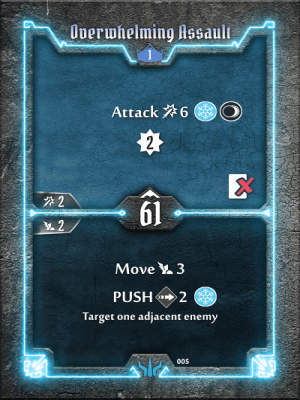 Overwhelming Assault
1
Attack 6
2
2
61
2
Move 3
PUSH 2
Target one adjacent enemy
005